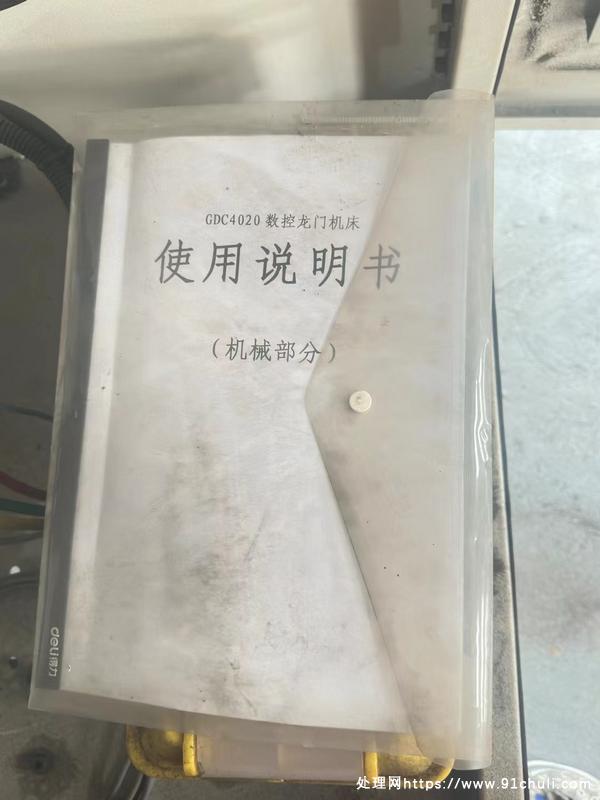 GDC4020 数控龙门机床
使用说明书
（机械部分）
deli得力
处理网https://www.91chuli.com/